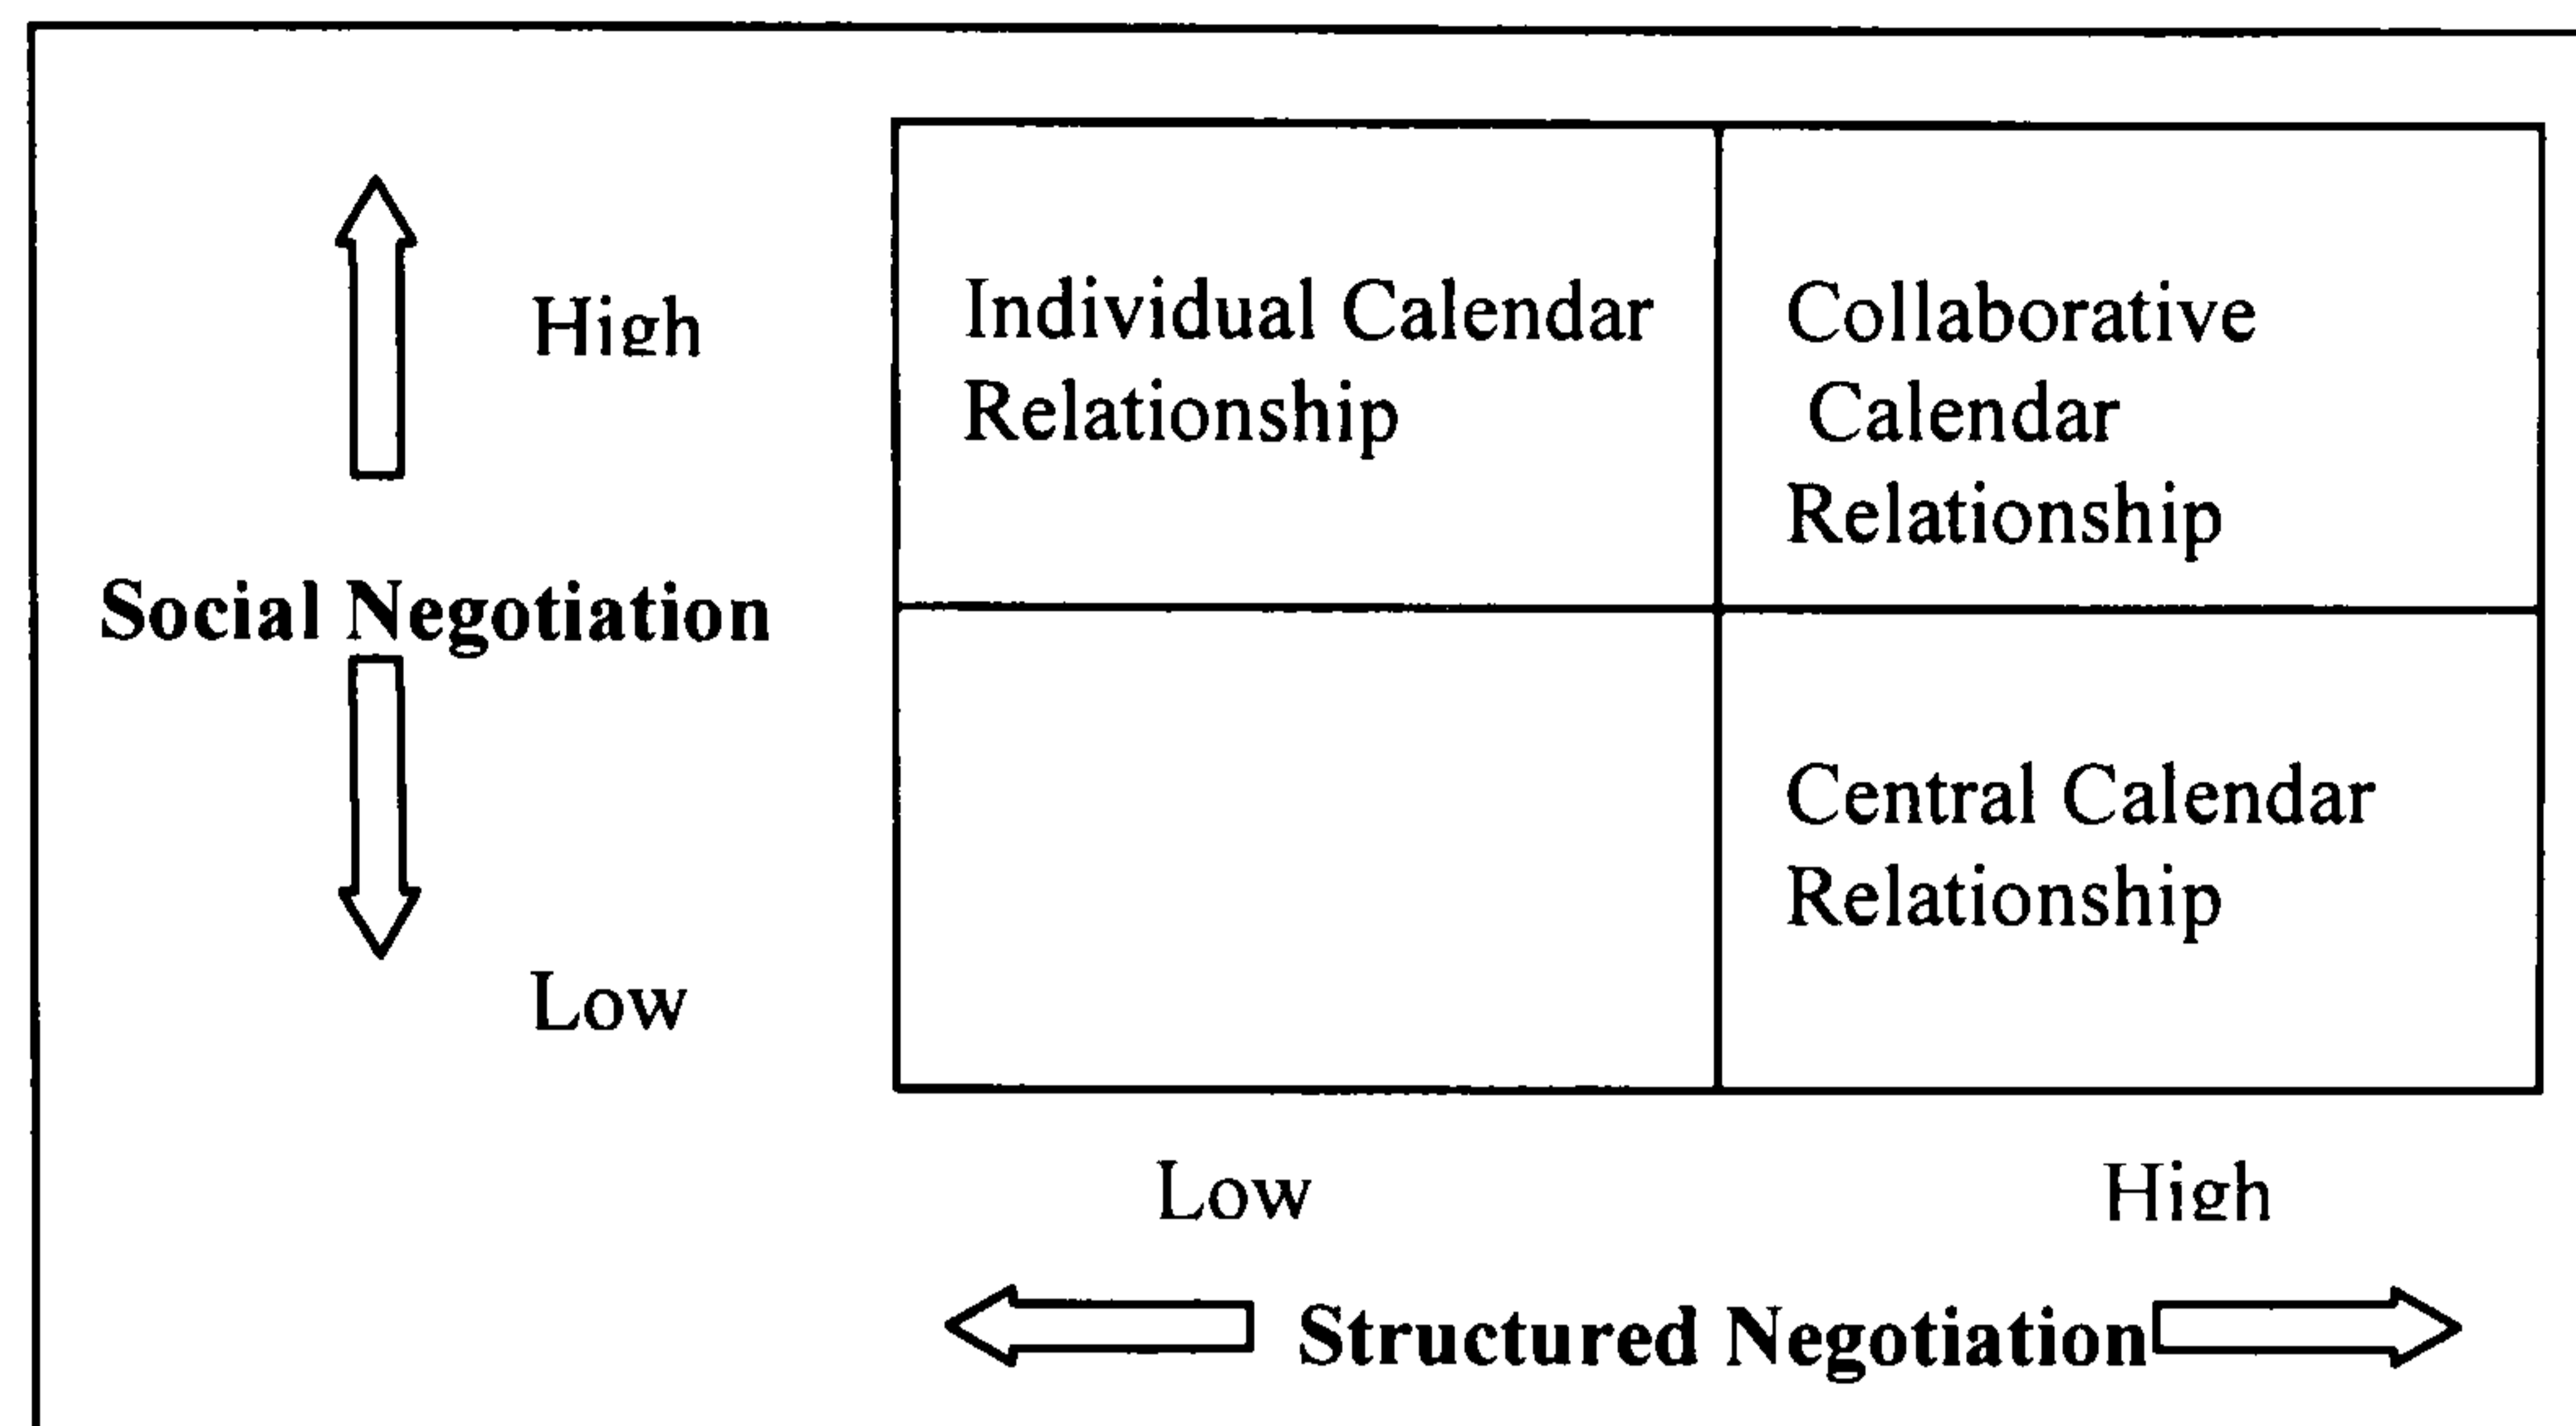 High
Individual Calendar
Relationship
Collaborative
Calendar
Relationship
Social Negotiation
Low
Central Calendar
Relationship
Low
High
Structured Negotiation